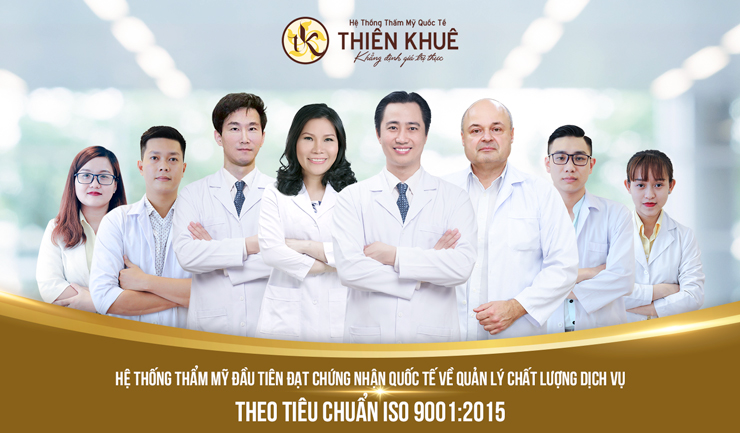 Hệ Thống Thẩm Mỹ Quốc Tế
THIÊN KHUÊ
Khẳng định giá trị thực
HỆ THỐNG THẨM MỸ ĐẦU TIÊN ĐẠT CHỨNG NHẬN QUỐC TẾ VỀ QUẢN LÝ CHẤT LƯỢNG DỊCH VỤ
THEO TIÊU CHUẨN ISO 9001:2015